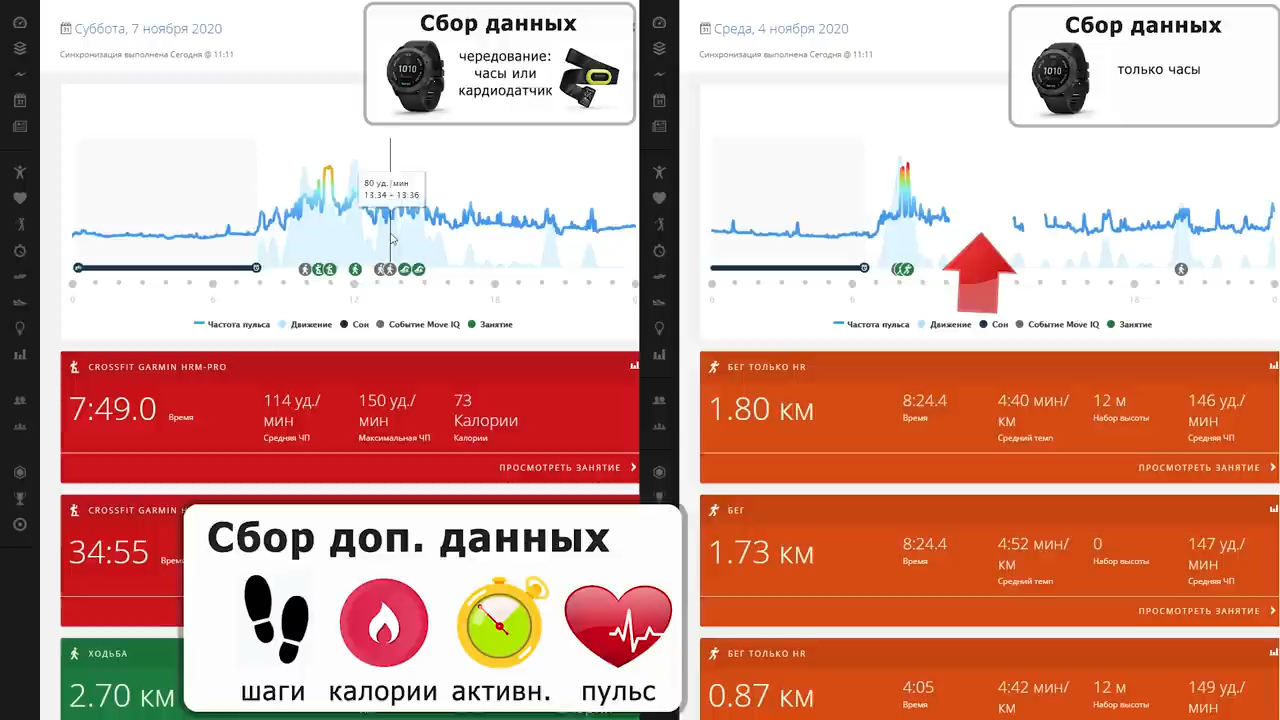 Суббота, 7 ноября 2020
Синхронизация выполнена Сегодня @ 11:11
Сбор данных
чередование:
часы или
кардиодатчик
80 уд./мин
13:34 - 13:36
0
6
12
18
Частота пульса
Движение
Сон
Событие Move IQ
Занятие
CROSSFIT GARMIN HRM-PRO
7:49.0
Время
114 уд./
мин
Средняя ЧП
150 уд./
мин
Максимальная ЧП
73
Калории
Калории
ПРОСМОТРЕТЬ ЗАНЯТИЕ
CROSSFIT GARMIN
34:55
ХОДЬБА
2.70 км
Сбор доп. данных
шаги
калории
активн.
пульс
Среда, 4 ноября 2020
Синхронизация выполнена Сегодня @ 11:11
Сбор данных
только часы
0
6
18
0
Частота пульса
Движение
Сон
Событие Move IQ
Занятие
БЕГ ТОЛЬКО HR
1.80 км
8:24.4
Время
4:40 мин/
км
Средний темп
12 м
Набор высоты
146 уд./
мин
Средняя ЧП
ПРОСМОТРЕТЬ ЗАНЯТИЕ
БЕГ
1.73 км
8:24.4
Время
4:52 мин/
км
Средний темп
0
Набор высоты
147 уд./
мин
Средняя ЧП
ПРОСМОТРЕТЬ ЗАНЯТИЕ
БЕГ ТОЛЬКО HR
0.87 км
4:05
Время
4:42 мин/
км
12 м
Набор высоты
149 уд./
мин